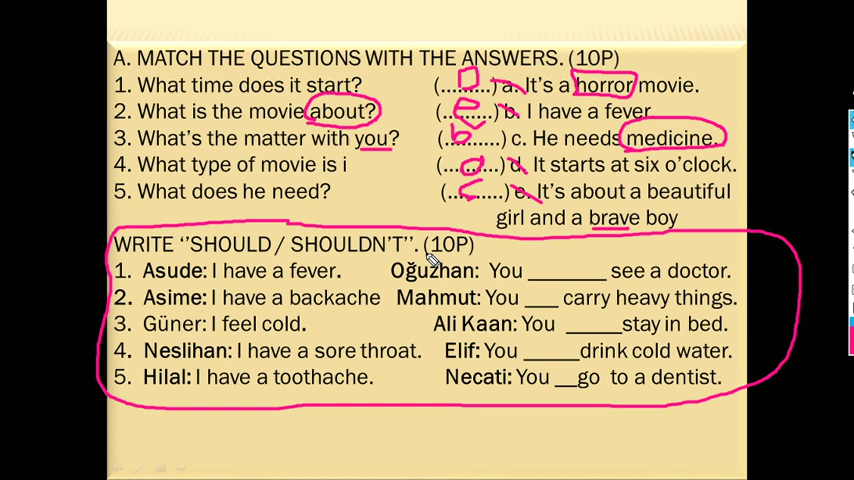 A. MATCH THE QUESTIONS WITH THE ANSWERS. (10P)
1. What time does it start? (..........) a. It's a horror movie.
2. What is the movie about? (..e.......) b. I have a fever
3. What's the matter with you? (.b........) c. He needs medicine.
4. What type of movie is i (....a.....) d. It starts at six o'clock.
5. What does he need? (...c.......) e. It's about a beautiful
girl and a brave boy
WRITE ‘’SHOULD / SHOULDN'T’’. (10P)
1. Asude: I have a fever. Oğuzhan: You _______ see a doctor.
2. Asime: I have a backache Mahmut: You ___ carry heavy things.
3. Güner: I feel cold. Ali Kaan: You _____stay in bed.
4. Neslihan: I have a sore throat. Elif: You _____drink cold water.
5. Hilal: I have a toothache. Necati: You __go to a dentist.